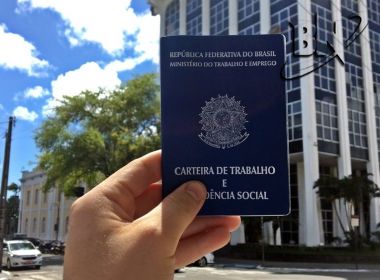 REPÚBLICA FEDERATIVA DO BRASIL
MINISTÉRIO DO TRABALHO E EMPREGO
CARTEIRA DE TRABALHO
E
IDÊNCIA SOCIAL